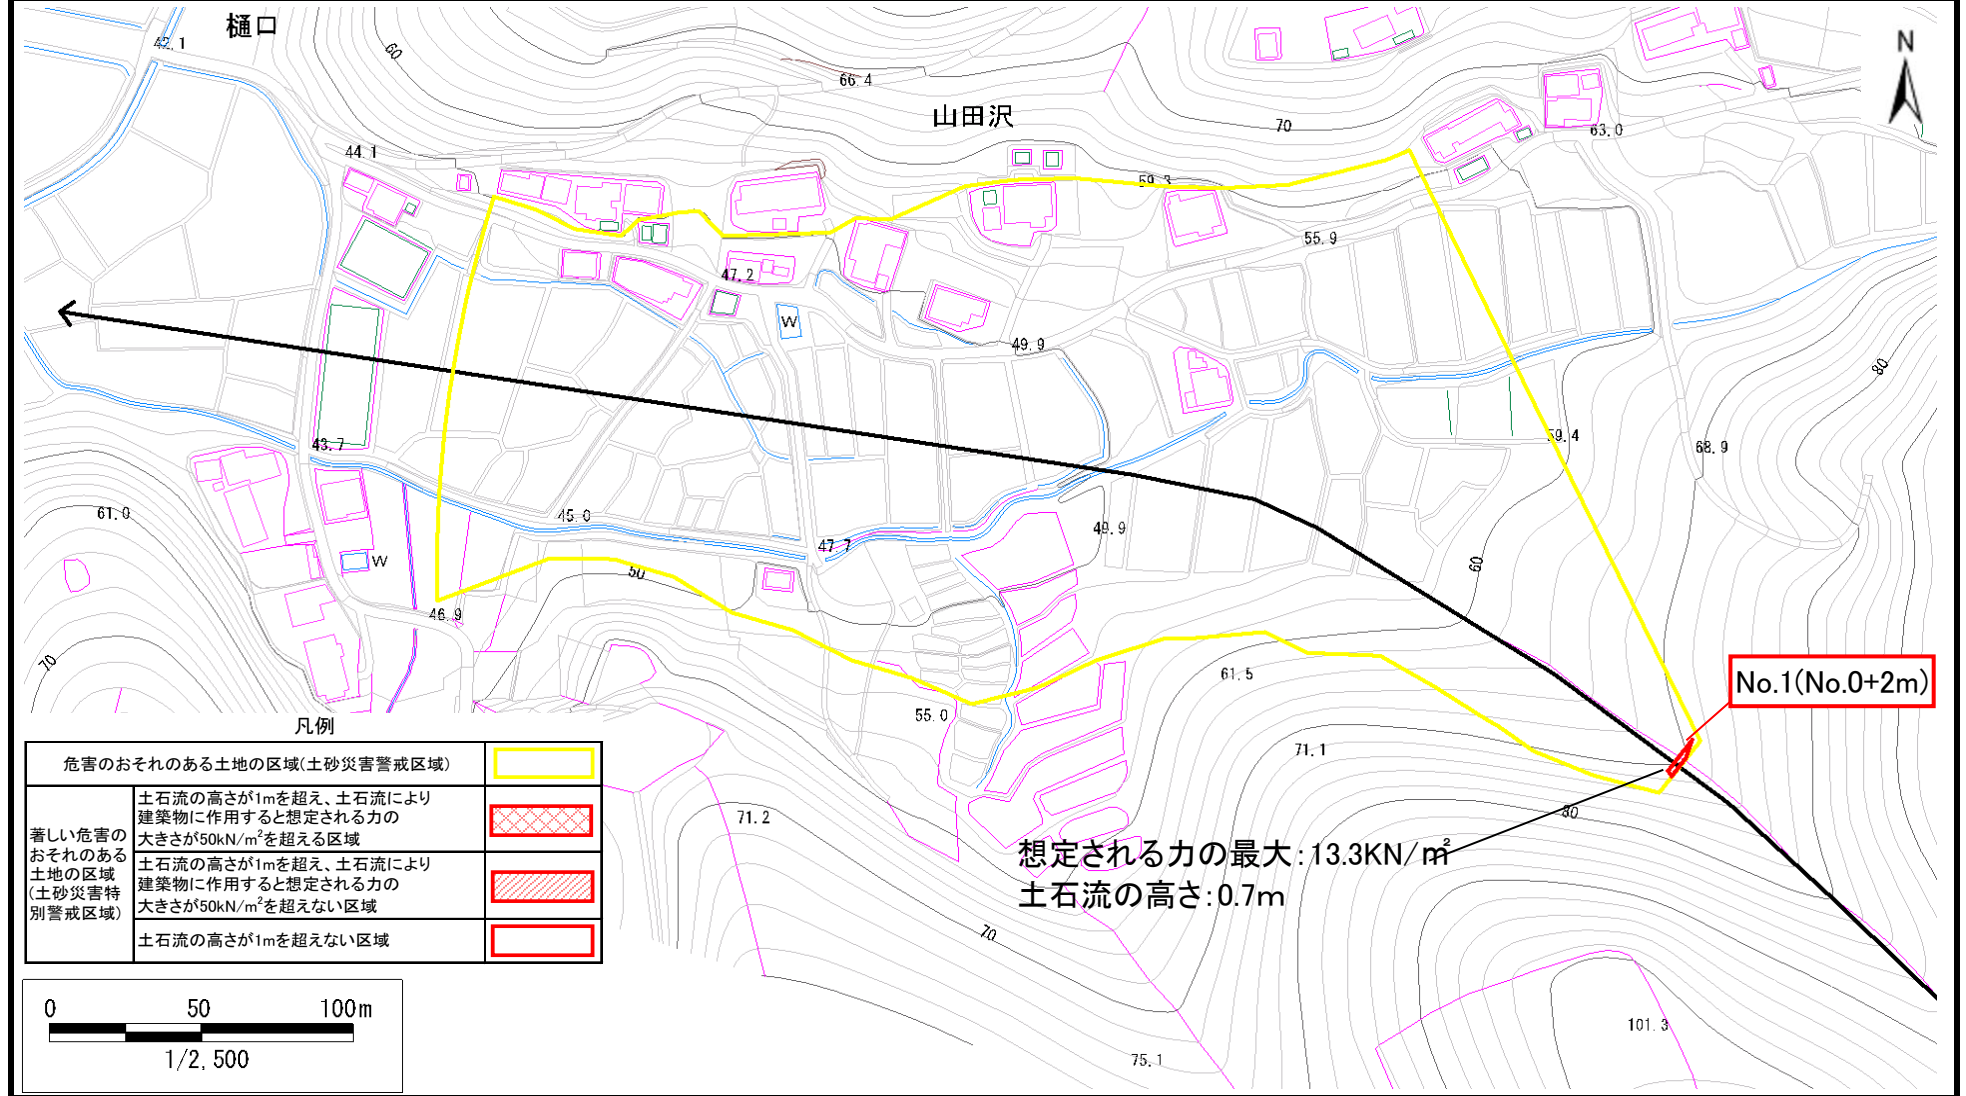 樋口
42.1
60
66.4
山田沢
N
70
63.0
44.1
59.3
55.9
47.2
W
49.9
80
59.4
68.9
43.7
61.0
45.0
49.9
47.7
W
50
60
46.9
70
61.5
No.1(No.0+2m)
55.0
71.1
凡例
危害のおそれのある土地の区域(土砂災害警戒区域)
著しい危害の
おそれのある
土地の区域
(土砂災害特
別警戒区域)
土石流の高さが1mを超え、土石流により
建築物に作用すると想定される力の
大きさが50kN/m²を超える区域
土石流の高さが1mを超え、土石流により
建築物に作用すると想定される力の
大きさが50kN/m²を超えない区域
土石流の高さが1mを超えない区域
71.2
80
想定される力の最大:13.3KN/㎡
土石流の高さ:0.7m
70
101.3
75.1
0 50 100m
1/2,500